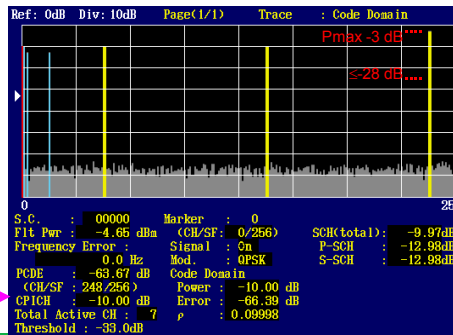 Ref: 0dB Div: 10dB Page(1/1) Trace : Code Domain
Pmax -3 dB
≤-28 dB
0 25
S.C. : 00000 Marker : 0
Flt Pwr : -4.65 dBm (CH/SF: 0/256) SCH(total): -9.97dB
Frequency Error : Signal : On P-SCH : -12.98dB
0.0 Hz Mod. : QPSK S-SCH : -12.98dB
PCDE : -63.67 dB Code Domain
(CH/SF : 248/256) Power : -10.00 dB
CPICH : -10.00 dB Error : -66.39 dB
Total Active CH : 7 ρ : 0.09998
Threshold : -33.0dB